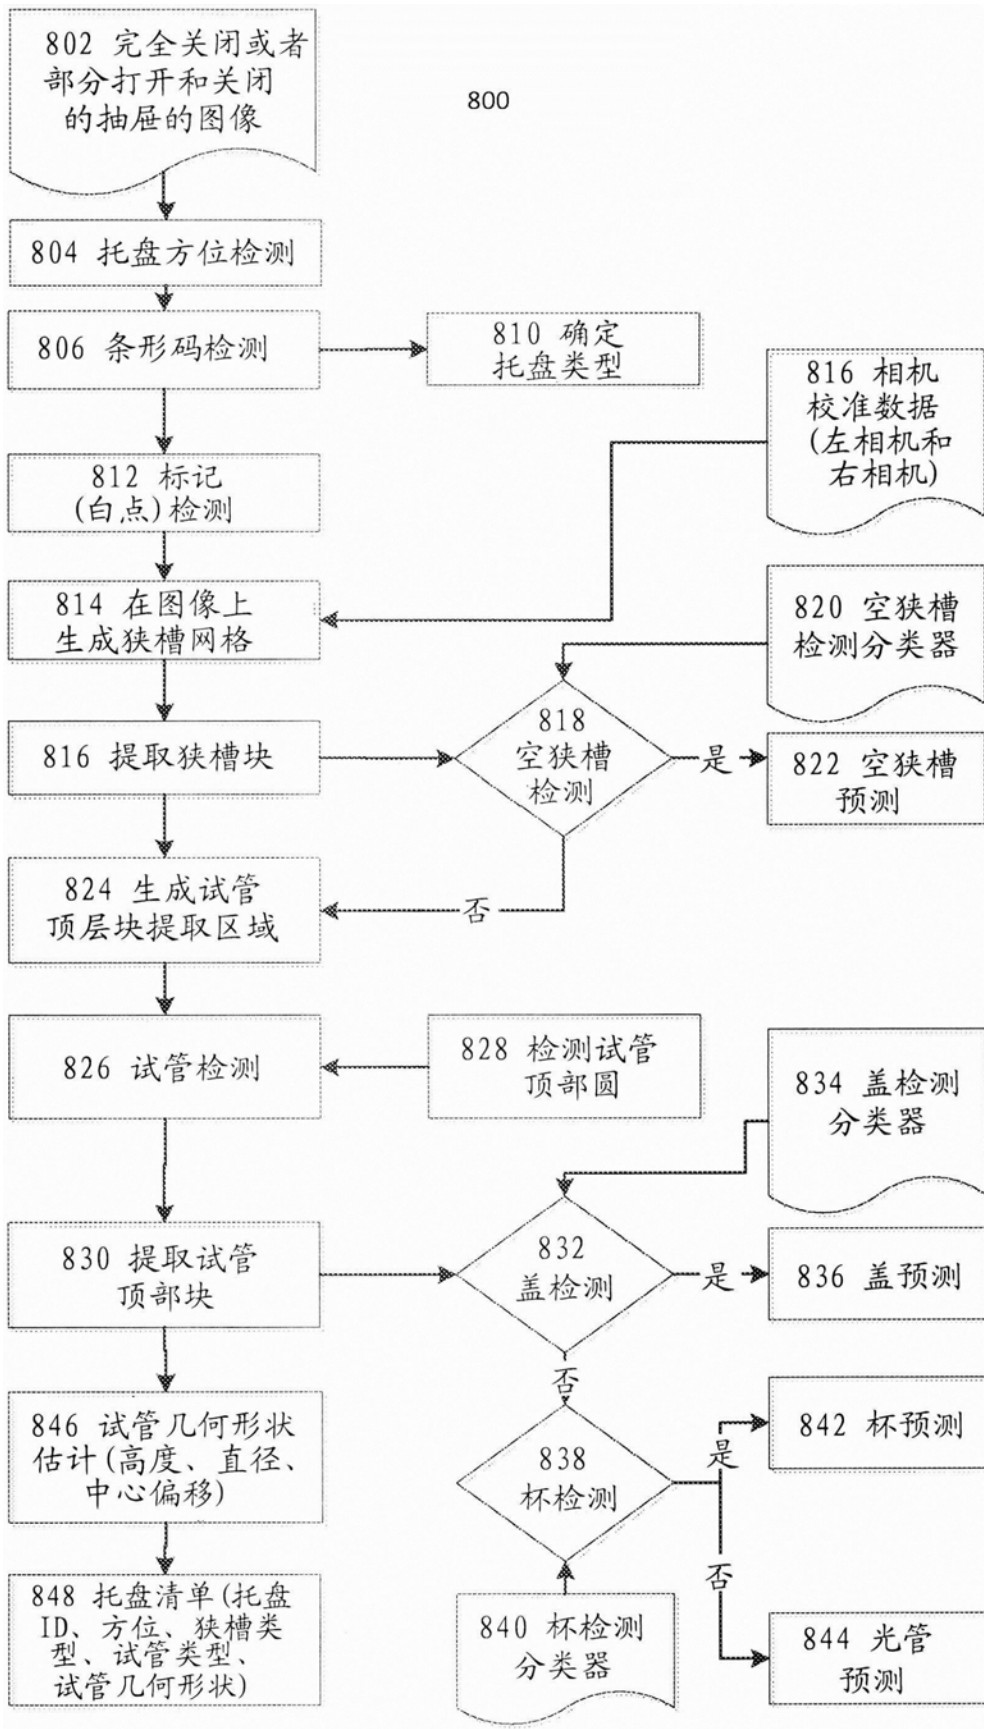 802 完全关闭或者
部分打开和关闭
的抽屉的图像
800
804 托盘方位检测
806 条形码检测
810 确定
托盘类型
816 相机
校准数据
(左相机和
右相机)
812 标记
(白点)检测
814 在图像上
生成狭槽网格
820 空狭槽
检测分类器
816 提取狭槽块
818
空狭槽
检测
是
822 空狭槽
预测
824 生成试管
顶层块提取区域
否
826 试管检测
828 检测试管
顶部圆
834 盖检测
分类器
830 提取试管
顶部块
832
盖检测
是
836 盖预测
否
846 试管几何形状
估计(高度、直径、
中心偏移)
838
杯检测
是
842 杯预测
否
848 托盘清单(托盘
ID、方位、狭槽类
型、试管类型、
试管几何形状)
840 杯检测
分类器
844 光管
预测